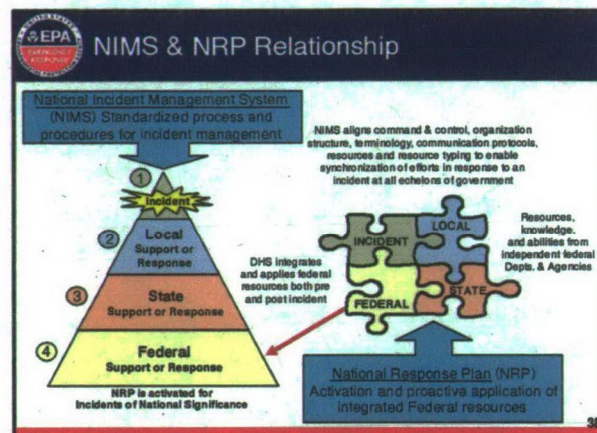 EPA
EMERGENCY
RESPONSE
NIMS & NRP Relationship
National Incident Management System
(NIMS) Standardized process and
procedures for incident management
NIMS aligns command & control, organization
structure, terminology, communication protocols,
resources and resource typing to enable
synchronization of efforts in response to an
incident at all echelons of government
1
Incident
2
Local
Support or
Response
3
State
Support or Response
4
Federal
Support or Response
NRP is activated for
Incidents of National Significance
DHS integrates
and applies federal
resources both pre
and post incident
INCIDENT
LOCAL
FEDERAL
STATE
Resources,
knowledge,
and abilities from
independent federal
Depts. & Agencies
National Response Plan (NRP)
Activation and proactive application of
integrated Federal resources